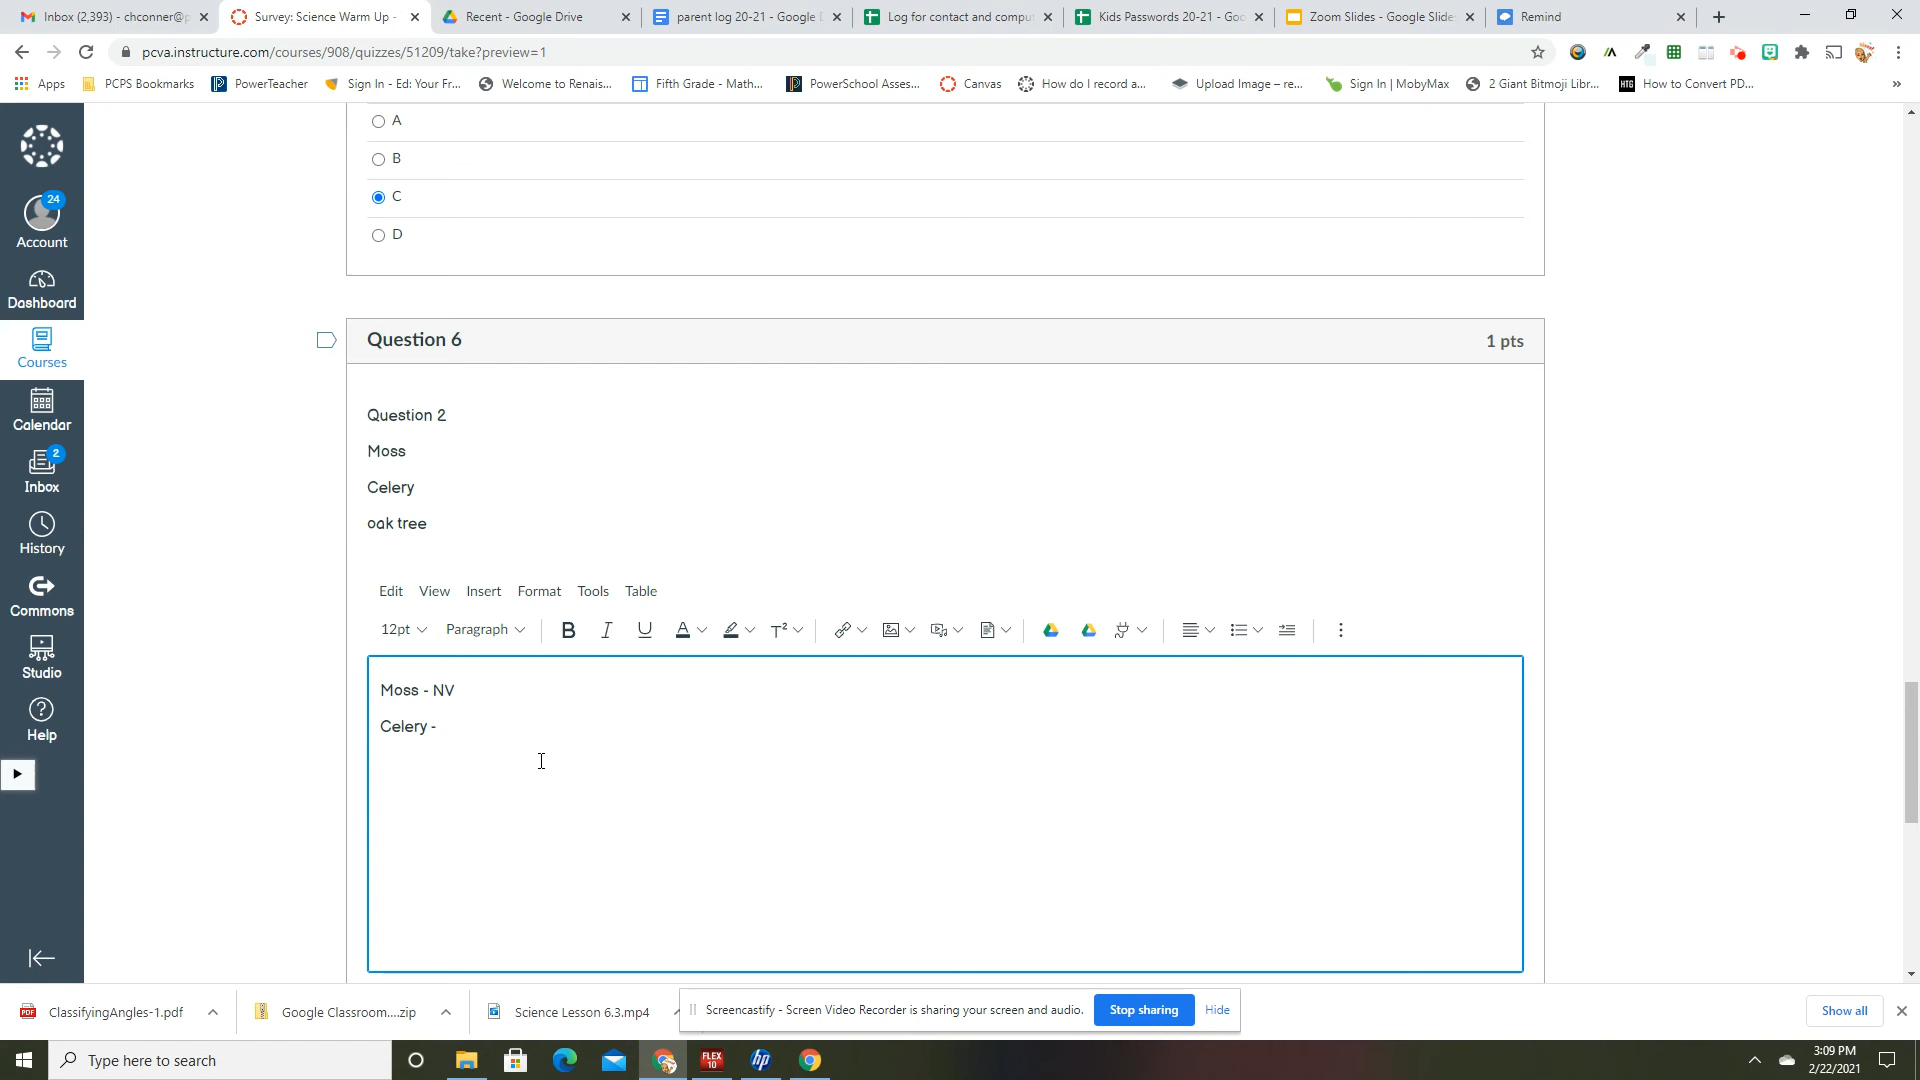 Inbox (2,393) - chconner@p
Survey: Science Warm Up -
Recent - Google Drive
parent log 20-21 - Google D
Log for contact and compu
Kids Passwords 20-21 - Goo
Zoom Slides - Google Slide
Remind
pcva.instructure.com/courses/908/quizzes/51209/take?preview=1
Apps
PCPS Bookmarks
PowerTeacher
Sign In - Ed: Your Fr...
Welcome to Renais...
Fifth Grade - Math...
PowerSchool Asses...
Canvas
How do I record a...
Upload Image – re...
Sign In | MobyMax
2 Giant Bitmoji Libr...
HTG
How to Convert PD...
»
A
B
C
D
24
Account
Dashboard
Courses
Calendar
2
Inbox
History
Commons
Studio
Help
Question 6
1 pts
Question 2
Moss
Celery
oak tree
Edit View Insert Format Tools Table
12pt Paragraph B I U A T²
Moss - NV
Celery -
PDF
ClassifyingAngles-1.pdf
Google Classroom....zip
Science Lesson 6.3.mp4
Screencastify - Screen Video Recorder is sharing your screen and audio.
Stop sharing
Hide
Show all
Type here to search
FLEX
10
hp
3:09 PM
2/22/2021